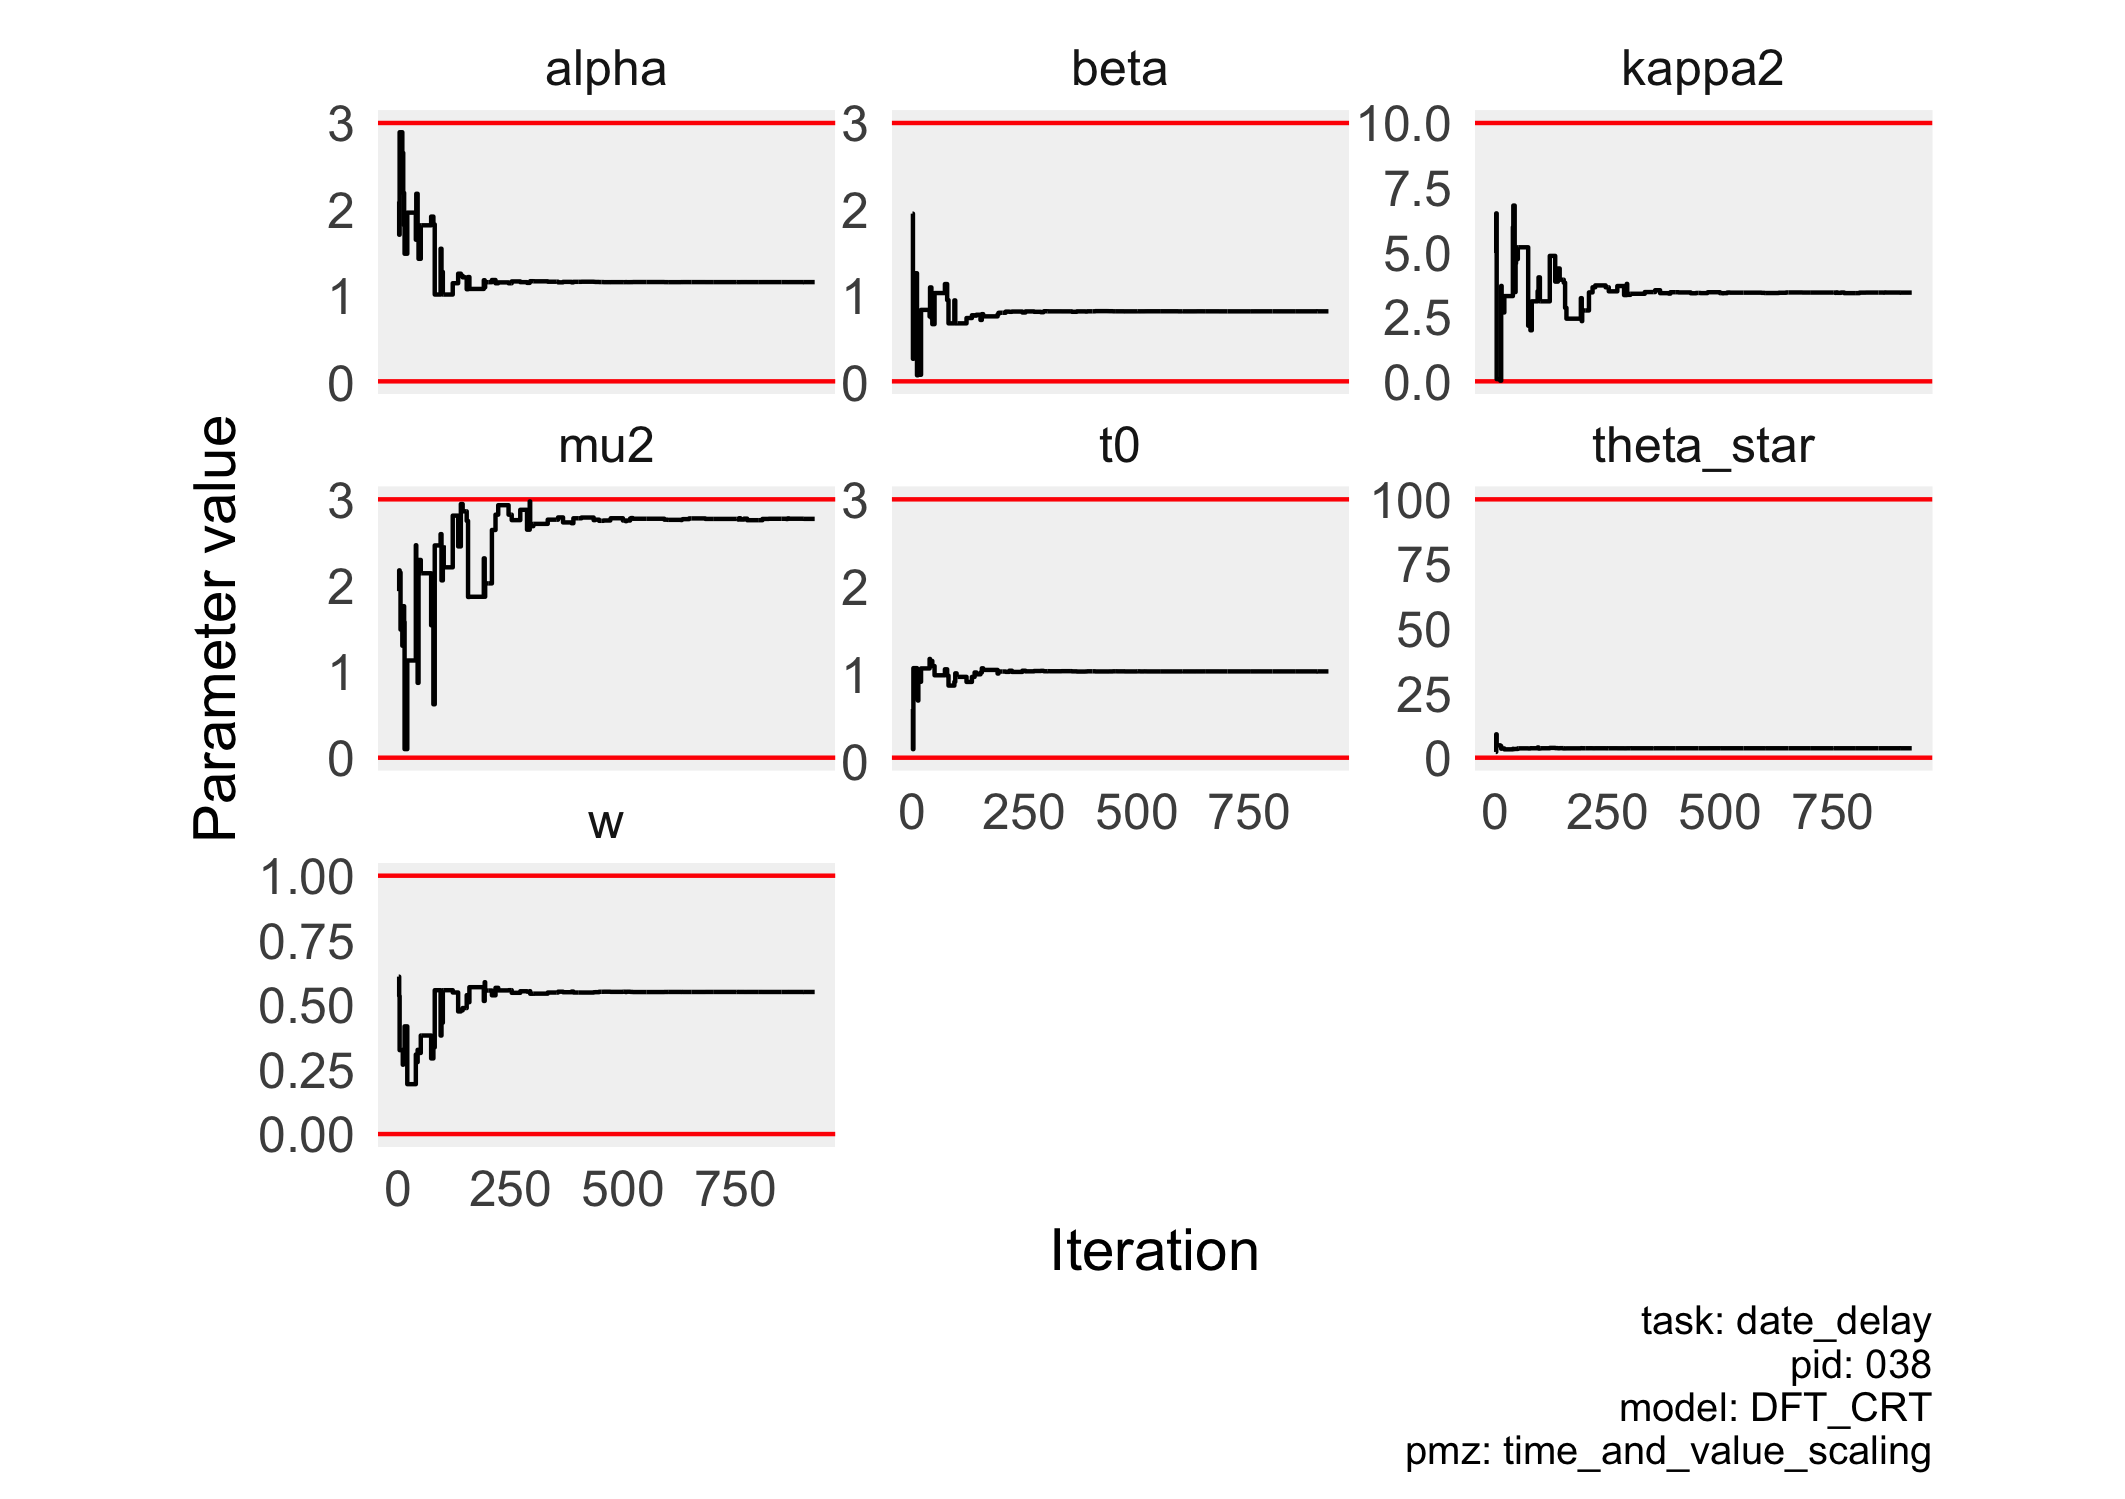 alpha
beta
kappa2
3
2
1
0
3
2
1
0
10.0
7.5
5.0
2.5
0.0
mu2
t0
theta_star
3
2
1
0
3
2
1
0
100
75
50
25
0
0 250 500 750
0 250 500 750
w
1.00
0.75
0.50
0.25
0.00
0 250 500 750
Parameter value
Iteration
task: date_delay
pid: 038
model: DFT_CRT
pmz: time_and_value_scaling